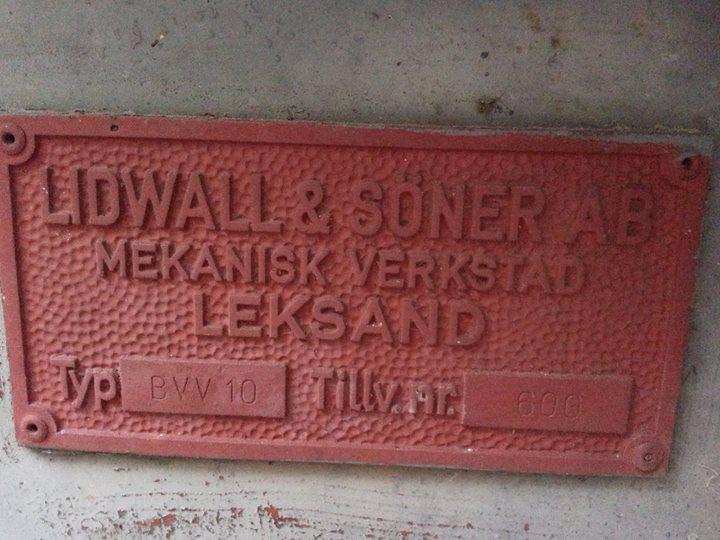 LIDWALL & SÖNER AB
MEKANISK VERKSTAD
LEKSAND
Typ BVV 10 Tillv. nr. 600